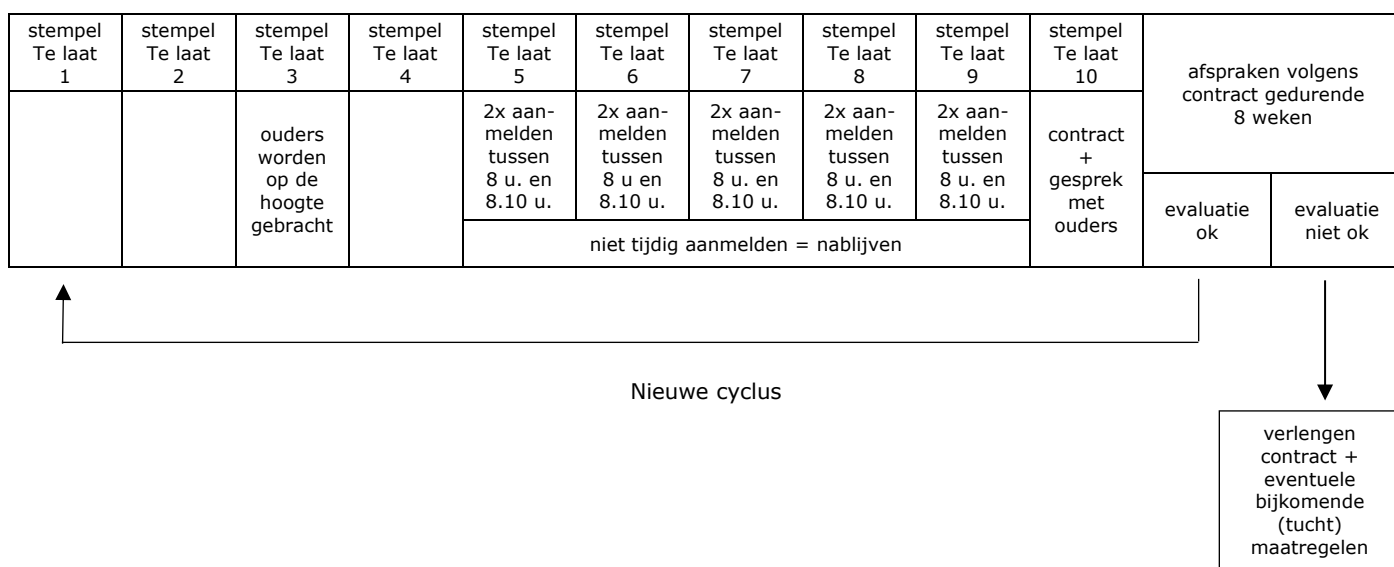 stempel
Te laat
1
stempel
Te laat
2
stempel
Te laat
3
stempel
Te laat
4
stempel
Te laat
5
stempel
Te laat
6
stempel
Te laat
7
stempel
Te laat
8
stempel
Te laat
9
stempel
Te laat
10
afspraken volgens
contract gedurende
8 weken
ouders
worden
op de
hoogte
gebracht
2x aan-
melden
tussen
8 u. en
8.10 u.
2x aan-
melden
tussen
8 u en
8.10 u.
2x aan-
melden
tussen
8 u. en
8.10 u.
2x aan-
melden
tussen
8 u. en
8.10 u.
2x aan-
melden
tussen
8 u. en
8.10 u.
contract
+
gesprek
met
ouders
niet tijdig aanmelden = nablijven
evaluatie
ok
evaluatie
niet ok
Nieuwe cyclus
verlengen
contract +
eventuele
bijkomende
(tucht)
maatregelen